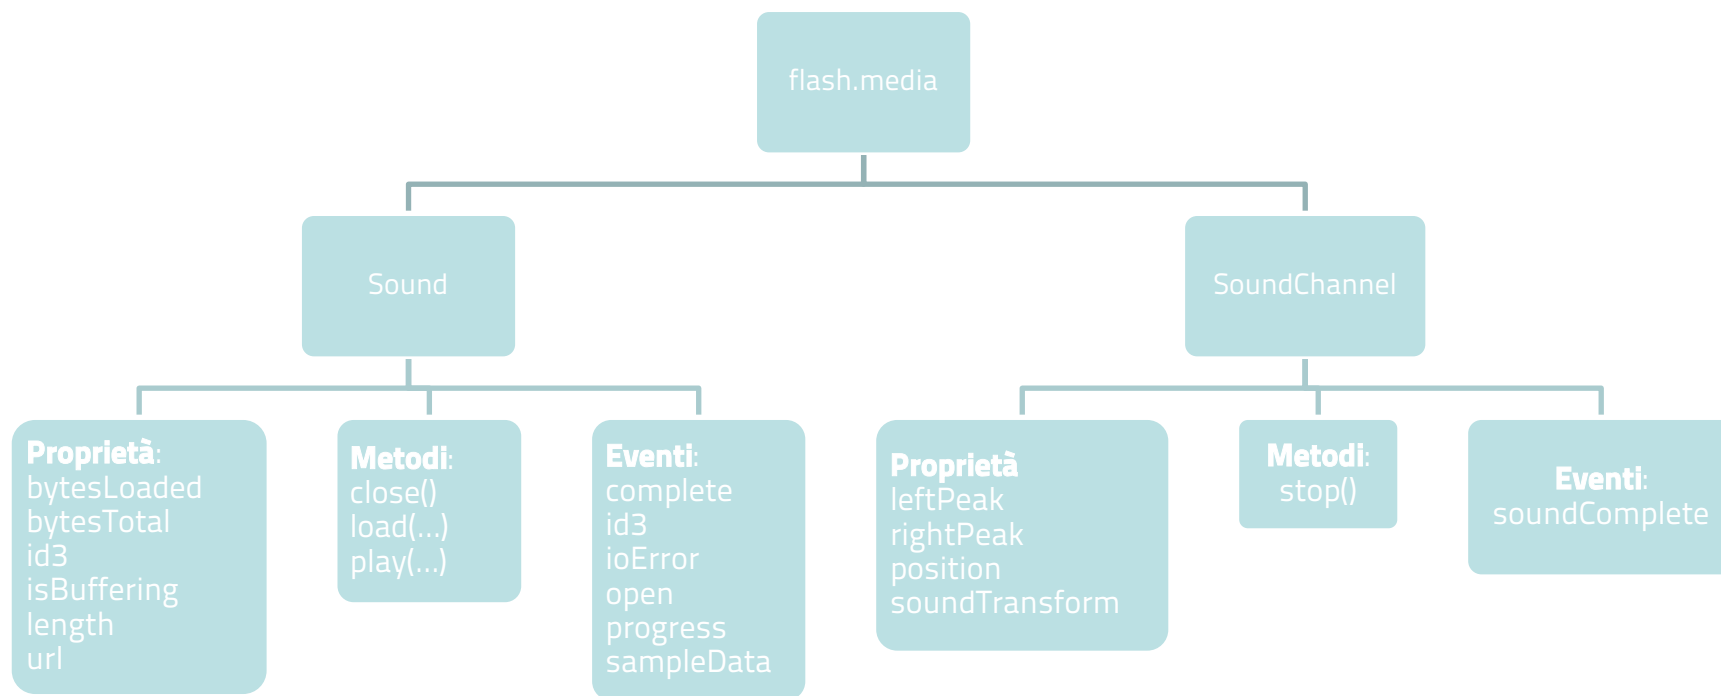 flash.media
Sound
SoundChannel
Proprietà:
bytesLoaded
bytesTotal
id3
isBuffering
length
url
Metodi:
close()
load(...)
play(...)
Eventi:
complete
id3
ioError
open
progress
sampleData
Proprietà
leftPeak
rightPeak
position
soundTransform
Metodi:
stop()
Eventi:
soundComplete